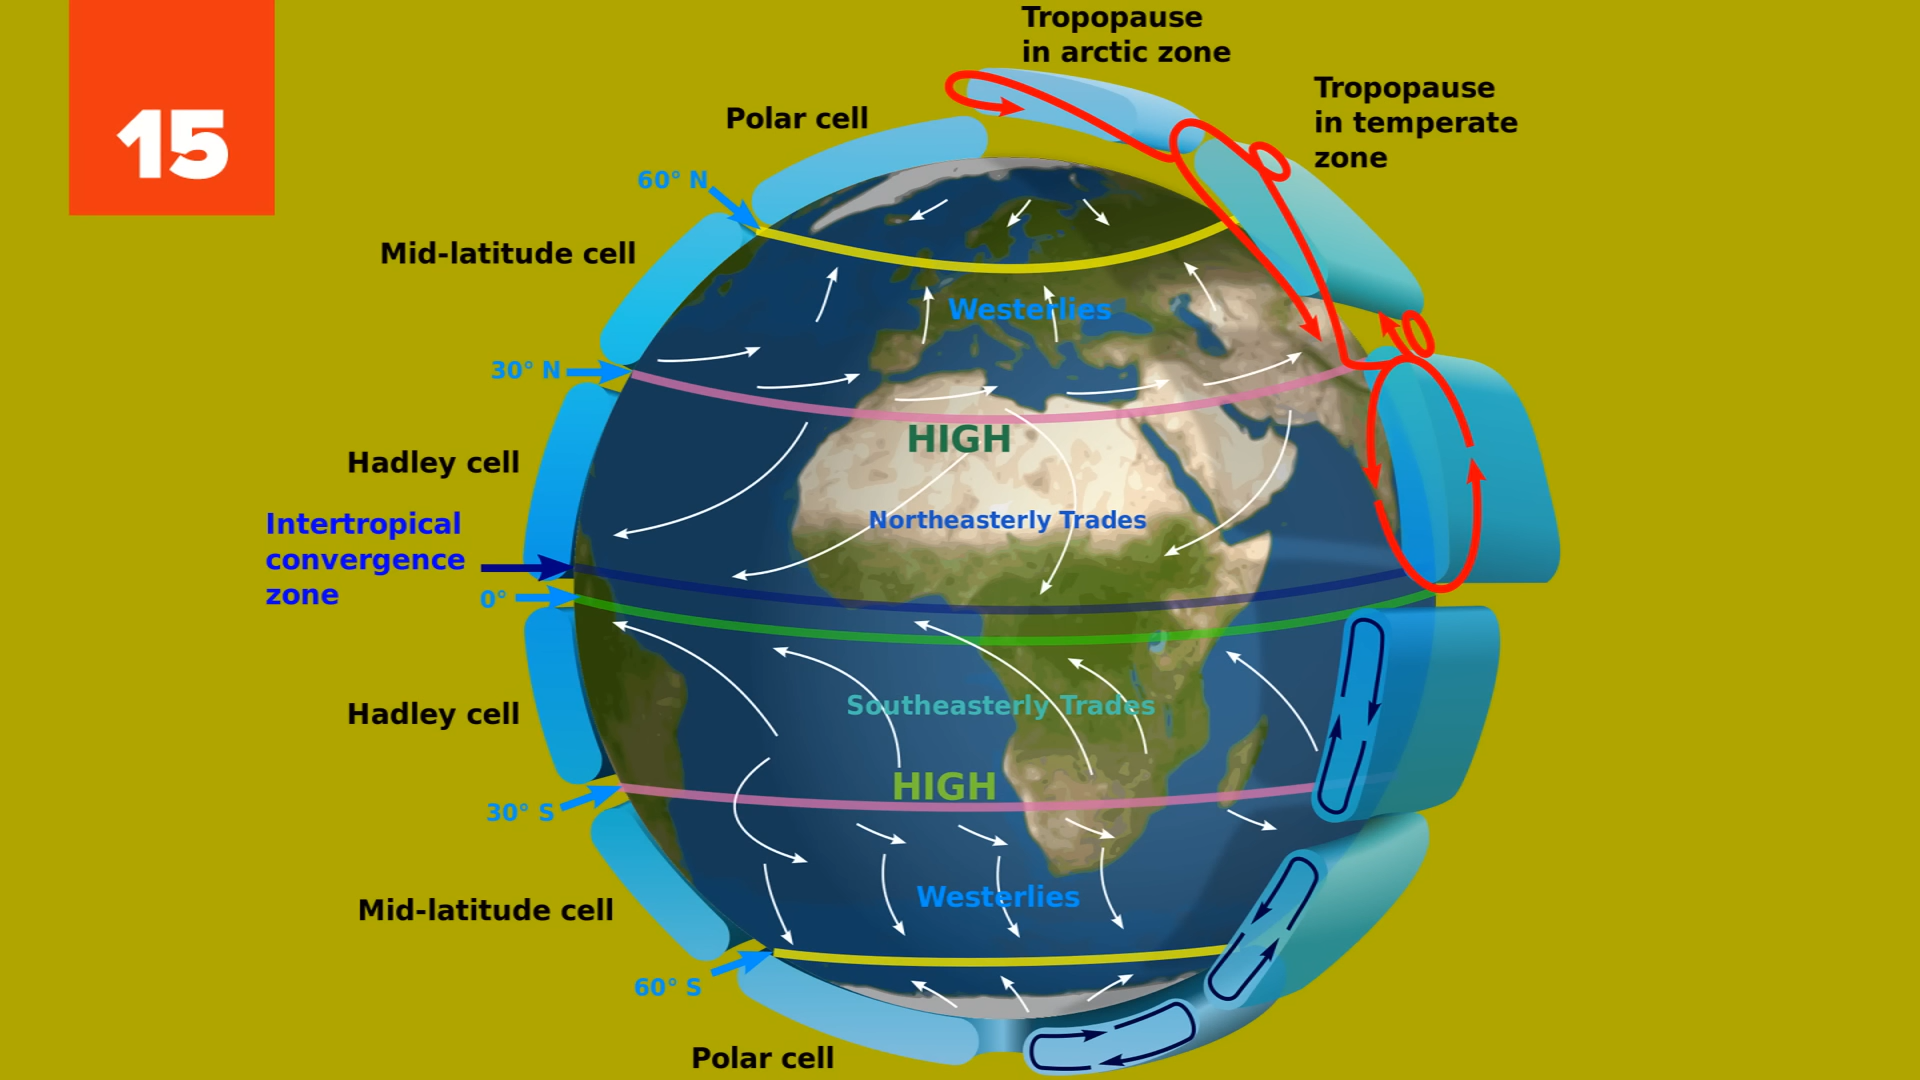 15
Tropopause
in arctic zone
Tropopause
in temperate
zone
Polar cell
60° N
Mid-latitude cell
Westerlies
30° N
HIGH
Hadley cell
Northeasterly Trades
Intertropical
convergence
zone
0°
Hadley cell
Southeasterly Trades
HIGH
30° S
Westerlies
Mid-latitude cell
60° S
Polar cell